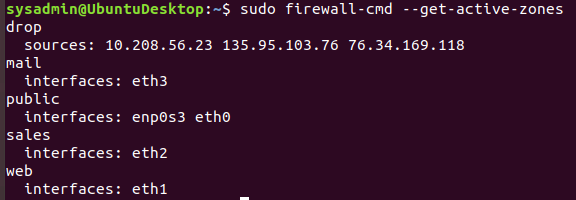 sysadmin@UbuntuDesktop:~$ sudo firewall-cmd --get-active-zones
drop
  sources: 10.208.56.23 135.95.103.76 76.34.169.118
mail
  interfaces: eth3
public
  interfaces: enp0s3 eth0
sales
  interfaces: eth2
web
  interfaces: eth1